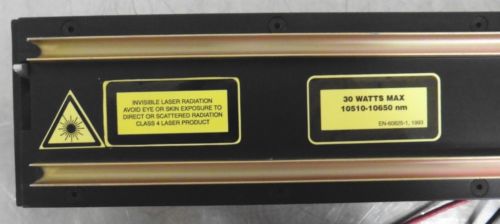 INVISIBLE LASER RADIATION
AVOID EYE OR SKIN EXPOSURE TO
DIRECT OR SCATTERED RADIATION
CLASS 4 LASER PRODUCT
30 WATTS MAX
10510-10650 nm
EN-60825-1, 1993